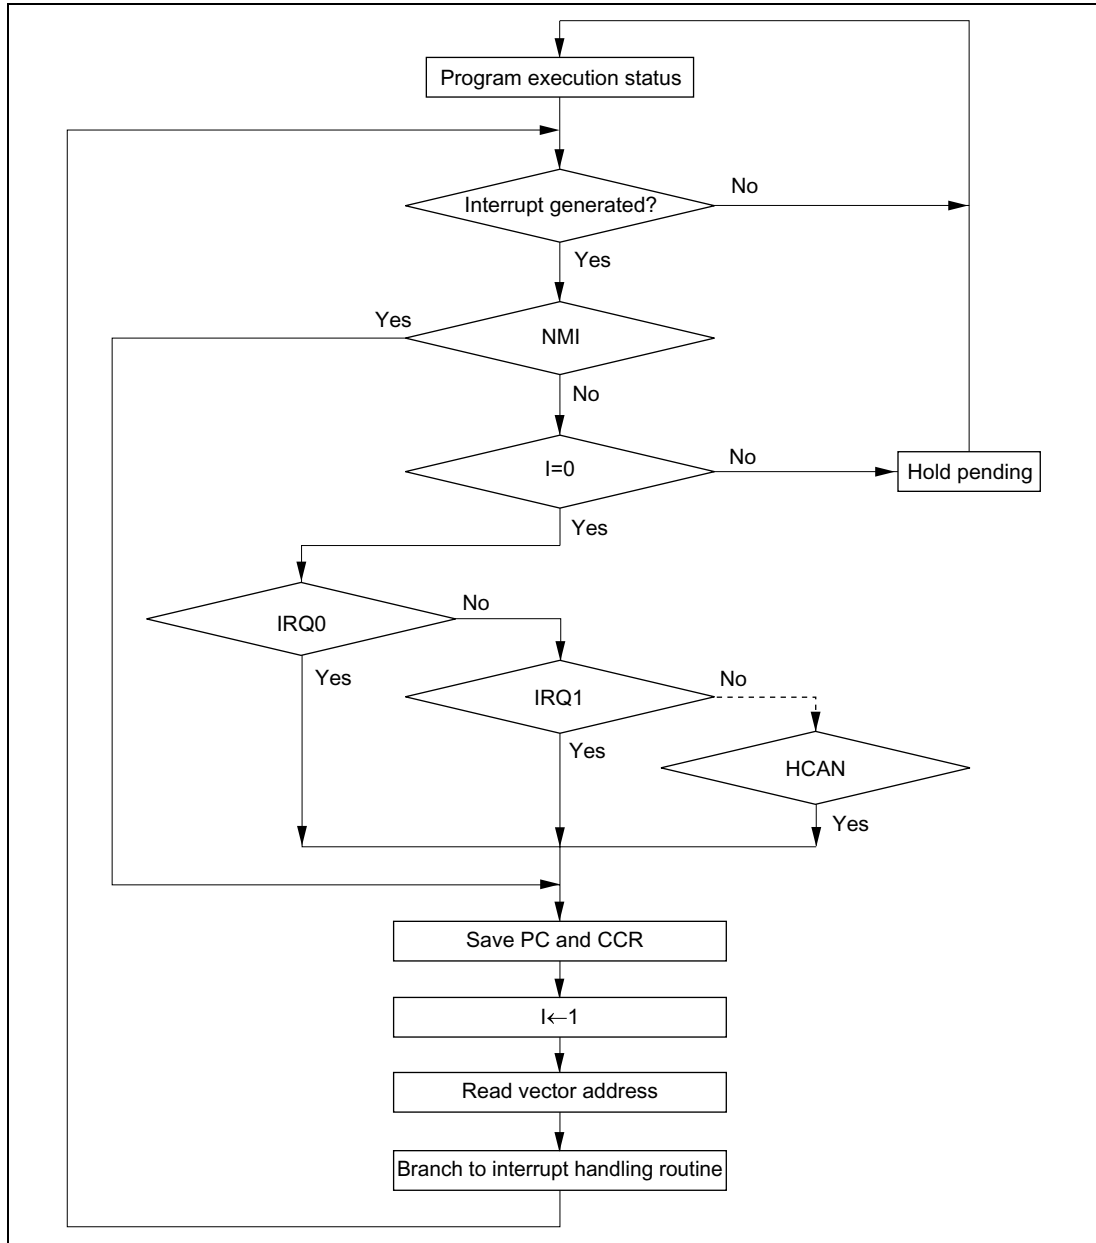 Program execution status
Interrupt generated?
No
Yes
Yes
NMI
No
I=0
No
Hold pending
Yes
IRQ0
No
Yes
IRQ1
No
Yes
HCAN
Yes
Save PC and CCR
I←1
Read vector address
Branch to interrupt handling routine